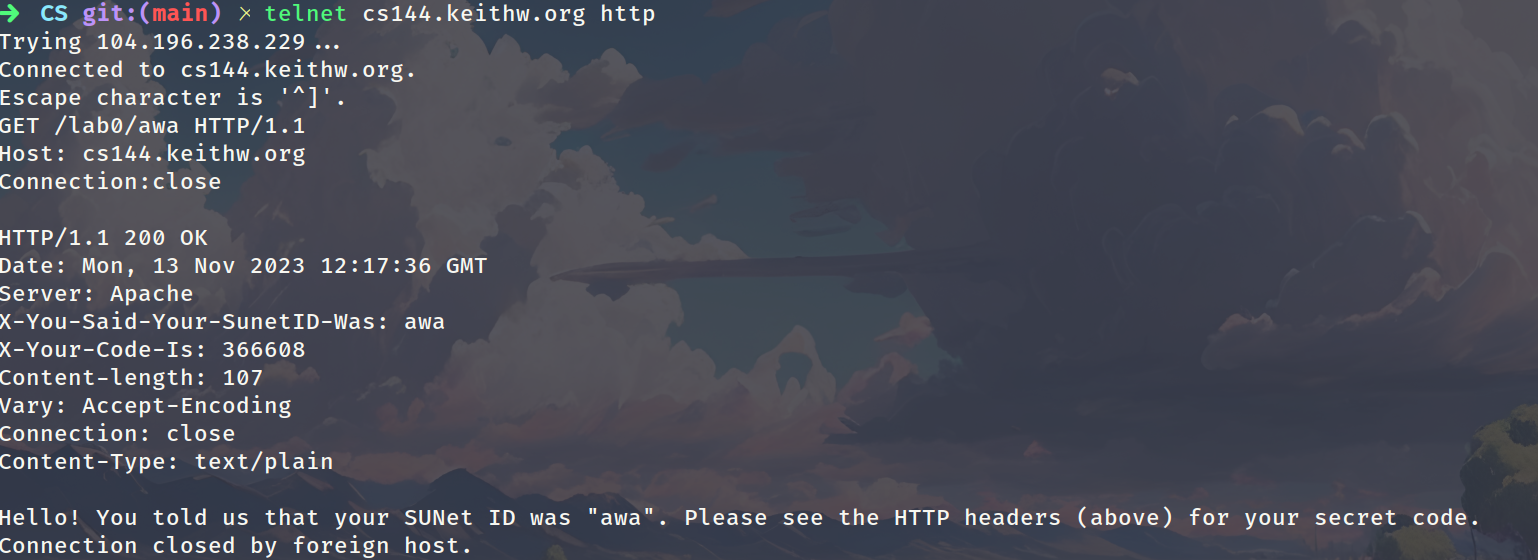 ➜ CS git:(main) × telnet cs144.keithw.org http
Trying 104.196.238.229...
Connected to cs144.keithw.org.
Escape character is '^]'.
GET /lab0/awa HTTP/1.1
Host: cs144.keithw.org
Connection:close
HTTP/1.1 200 OK
Date: Mon, 13 Nov 2023 12:17:36 GMT
Server: Apache
X-You-Said-Your-SunetID-Was: awa
X-Your-Code-Is: 366608
Content-length: 107
Vary: Accept-Encoding
Connection: close
Content-Type: text/plain
Hello! You told us that your SUNet ID was "awa". Please see the HTTP headers (above) for your secret code.
Connection closed by foreign host.